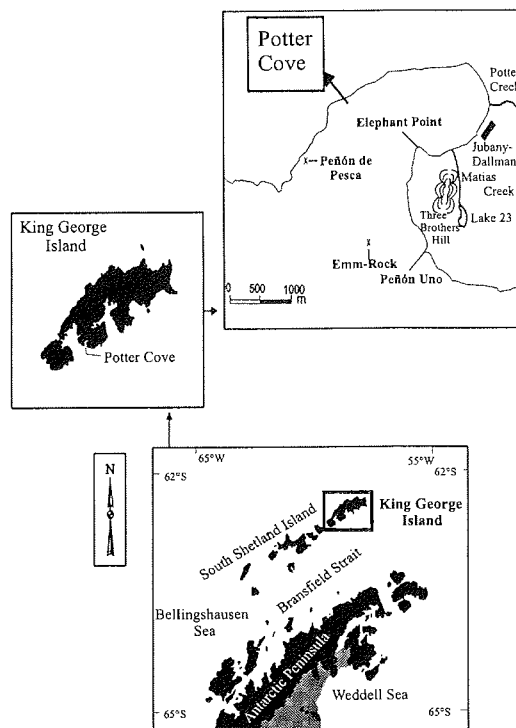 Potter
Cove
Potter
Creek
Elephant Point
Jubany-
Dallmann
Peñón de
Pesca
Matias
Creek
Three
Brothers
Hill
Lake 23
Emm-Rock
Peñón Uno
0 500 1000
m
King George
Island
Potter Cove
N
65°W
55°W
62°S
62°S
King George
Island
South Shetland Island
Bransfield Strait
Bellingshausen
Sea
Antarctic Peninsula
Weddell Sea
65°S
65°S